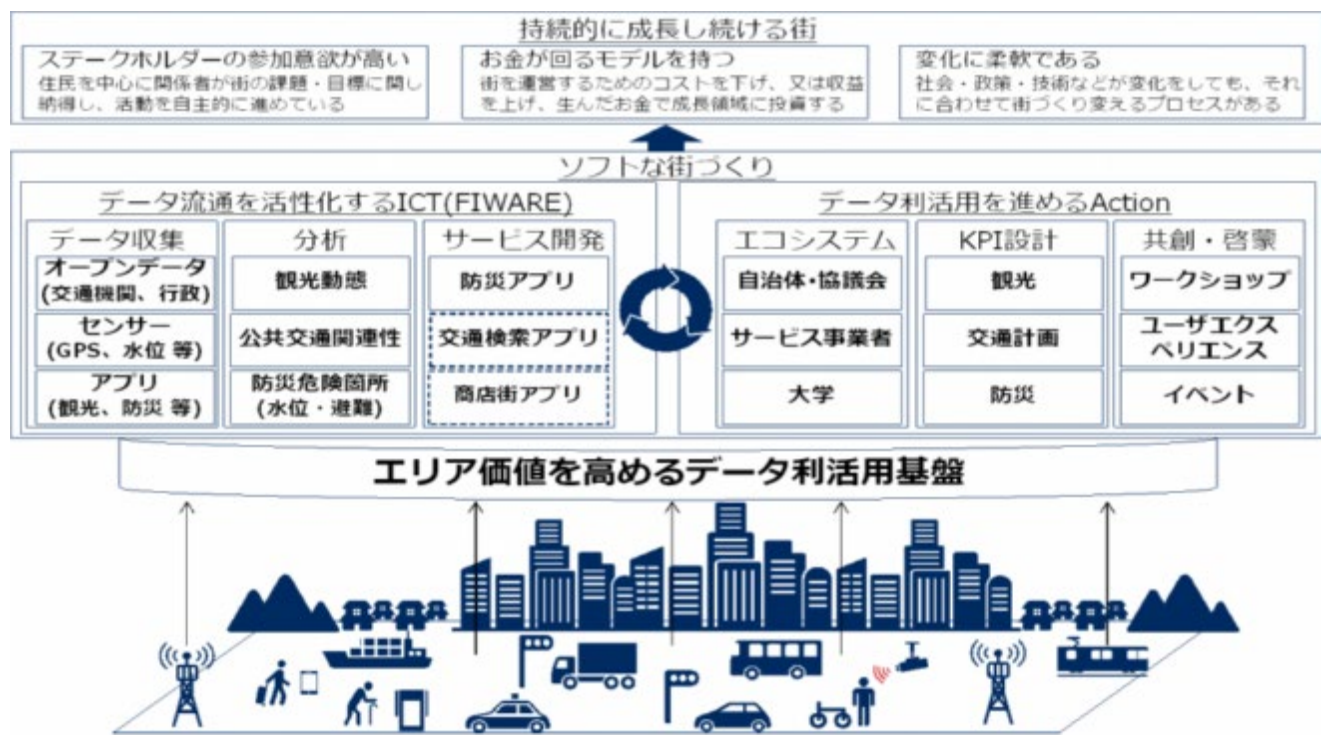 持続的に成長し続ける街
ステークホルダーの参加意欲が高い
住民を中心に関係者が街の課題・目標に関し
納得し、活動を自主的に進めている
お金が回るモデルを持つ
街を運営するためのコストを下げ、又は収益
を上げ、生んだお金で成長領域に投資する
変化に柔軟である
社会・政策・技術などが変化をしても、それ
に合わせて街づくり変えるプロセスがある
ソフトな街づくり
データ流通を活性化するICT(FIWARE)
データ収集
オープンデータ
(交通機関、行政)
センサー
(GPS、水位 等)
アプリ
(観光、防災 等)
分析
観光動態
公共交通関連性
防災危険箇所
(水位・避難)
サービス開発
防災アプリ
交通検索アプリ
商店街アプリ
データ利活用を進めるAction
エコシステム
自治体・協議会
サービス事業者
大学
KPI設計
観光
交通計画
防災
共創・啓蒙
ワークショップ
ユーザエクス
ペリエンス
イベント
エリア価値を高めるデータ利活用基盤